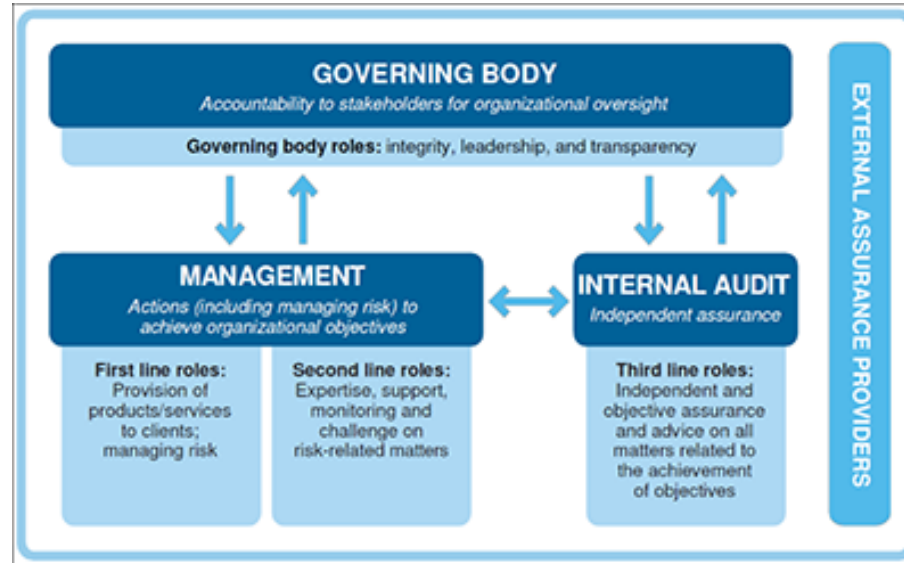 GOVERNING BODY
Accountability to stakeholders for organizational oversight
Governing body roles: integrity, leadership, and transparency
MANAGEMENT
Actions (including managing risk) to
achieve organizational objectives
First line roles:
Provision of
products/services
to clients;
managing risk
Second line roles:
Expertise, support,
monitoring and
challenge on
risk-related matters
INTERNAL AUDIT
Independent assurance
Third line roles:
Independent and
objective assurance
and advice on all
matters related to
the achievement
of objectives
EXTERNAL ASSURANCE PROVIDERS